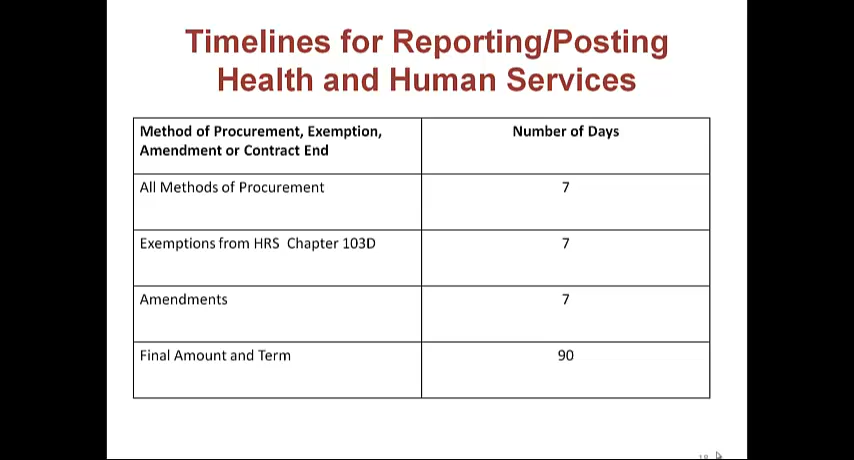 Timelines for Reporting/Posting
Health and Human Services
Method of Procurement, Exemption, Number of Days
Amendment or Contract End
All Methods of Procurement 7
Exemptions from HRS Chapter 103D 7
Amendments 7
Final Amount and Term 90